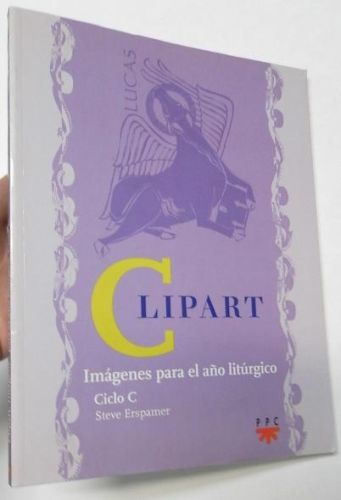 LUCAS
CLIPART
Imágenes para el año litúrgico
Ciclo C
Steve Erspamer
PPC